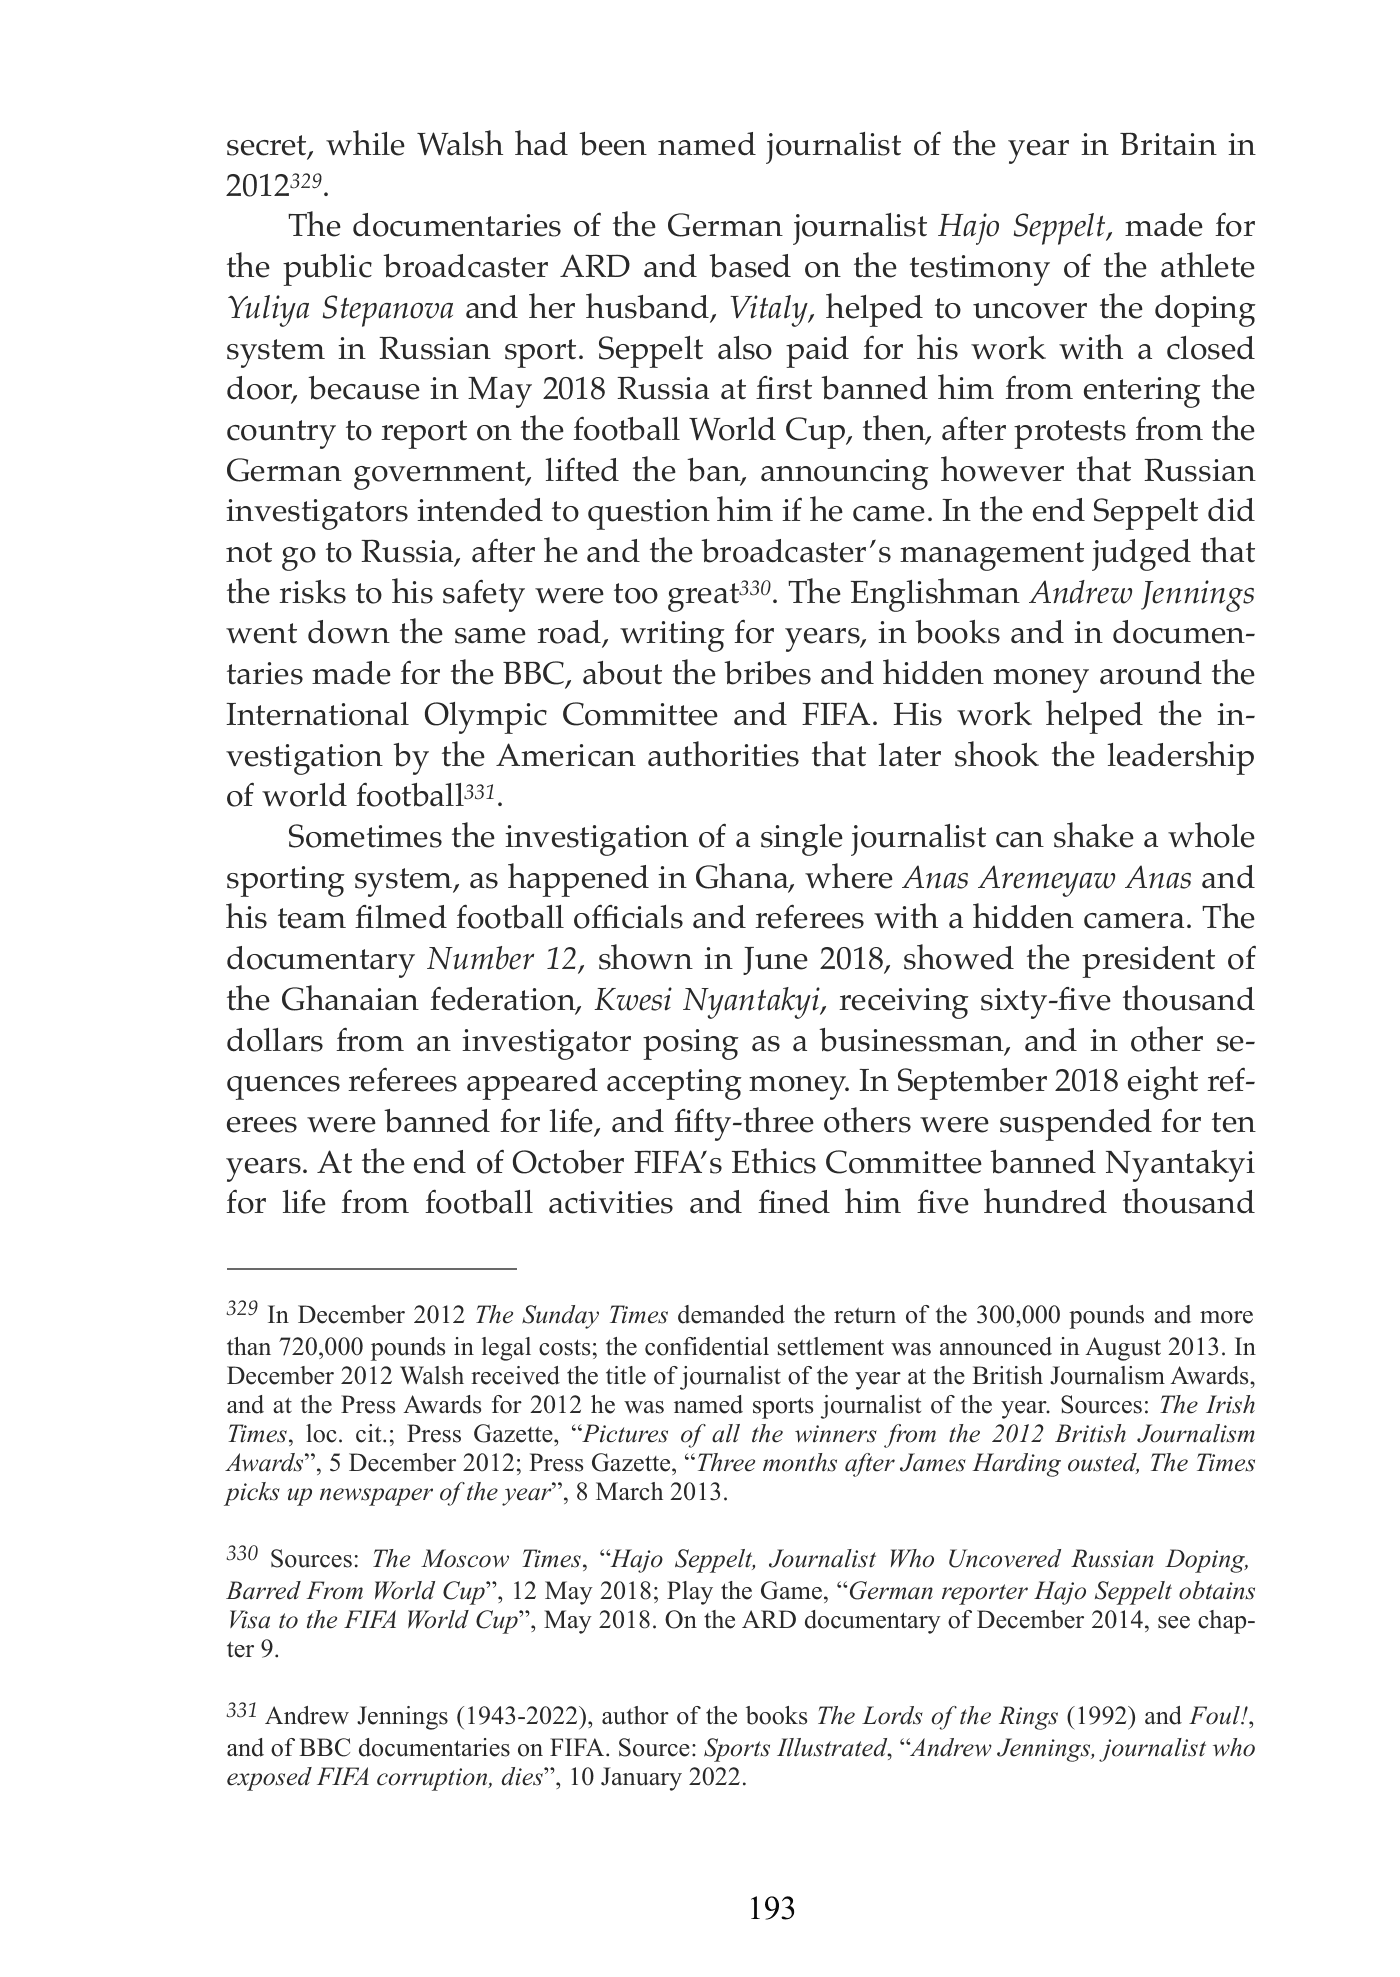 secret, while Walsh had been named journalist of the year in Britain in
2012329.
The documentaries of the German journalist Hajo Seppelt, made for
the public broadcaster ARD and based on the testimony of the athlete
Yuliya Stepanova and her husband, Vitaly, helped to uncover the doping
system in Russian sport. Seppelt also paid for his work with a closed
door, because in May 2018 Russia at first banned him from entering the
country to report on the football World Cup, then, after protests from the
German government, lifted the ban, announcing however that Russian
investigators intended to question him if he came. In the end Seppelt did
not go to Russia, after he and the broadcaster’s management judged that
the risks to his safety were too great330. The Englishman Andrew Jennings
went down the same road, writing for years, in books and in documen-
taries made for the BBC, about the bribes and hidden money around the
International Olympic Committee and FIFA. His work helped the in-
vestigation by the American authorities that later shook the leadership
of world football331.
Sometimes the investigation of a single journalist can shake a whole
sporting system, as happened in Ghana, where Anas Aremeyaw Anas and
his team filmed football officials and referees with a hidden camera. The
documentary Number 12, shown in June 2018, showed the president of
the Ghanaian federation, Kwesi Nyantakyi, receiving sixty-five thousand
dollars from an investigator posing as a businessman, and in other se-
quences referees appeared accepting money. In September 2018 eight ref-
erees were banned for life, and fifty-three others were suspended for ten
years. At the end of October FIFA’s Ethics Committee banned Nyantakyi
for life from football activities and fined him five hundred thousand
329 In December 2012 The Sunday Times demanded the return of the 300,000 pounds and more
than 720,000 pounds in legal costs; the confidential settlement was announced in August 2013. In
December 2012 Walsh received the title of journalist of the year at the British Journalism Awards,
and at the Press Awards for 2012 he was named sports journalist of the year. Sources: The Irish
Times, loc. cit.; Press Gazette, “Pictures of all the winners from the 2012 British Journalism
Awards”, 5 December 2012; Press Gazette, “Three months after James Harding ousted, The Times
picks up newspaper of the year”, 8 March 2013.
330 Sources: The Moscow Times, “Hajo Seppelt, Journalist Who Uncovered Russian Doping,
Barred From World Cup”, 12 May 2018; Play the Game, “German reporter Hajo Seppelt obtains
Visa to the FIFA World Cup”, May 2018. On the ARD documentary of December 2014, see chap-
ter 9.
331 Andrew Jennings (1943-2022), author of the books The Lords of the Rings (1992) and Foul!,
and of BBC documentaries on FIFA. Source: Sports Illustrated, “Andrew Jennings, journalist who
exposed FIFA corruption, dies”, 10 January 2022.
193